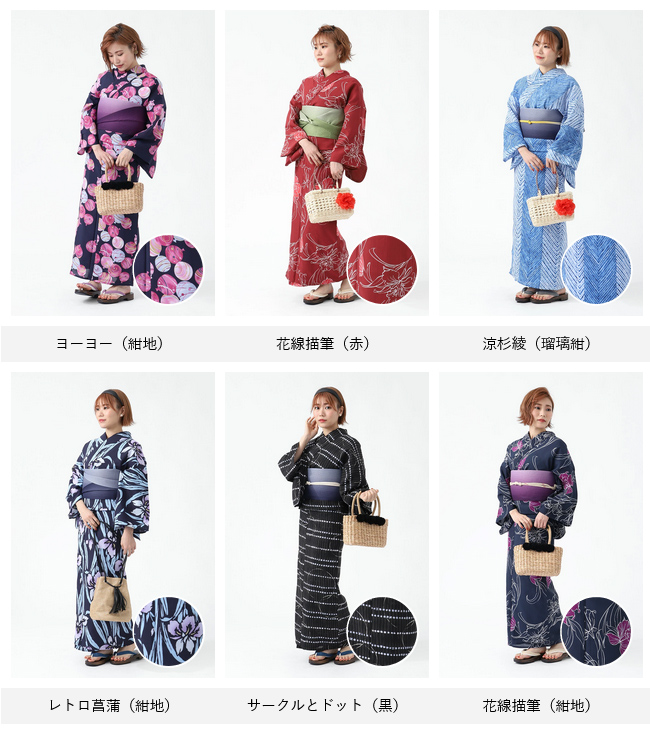 ヨーヨー（紺地）
花線描筆（赤）
涼杉綾（瑠璃紺）
レトロ菖蒲（紺地）
サークルとドット（黒）
花線描筆（紺地）